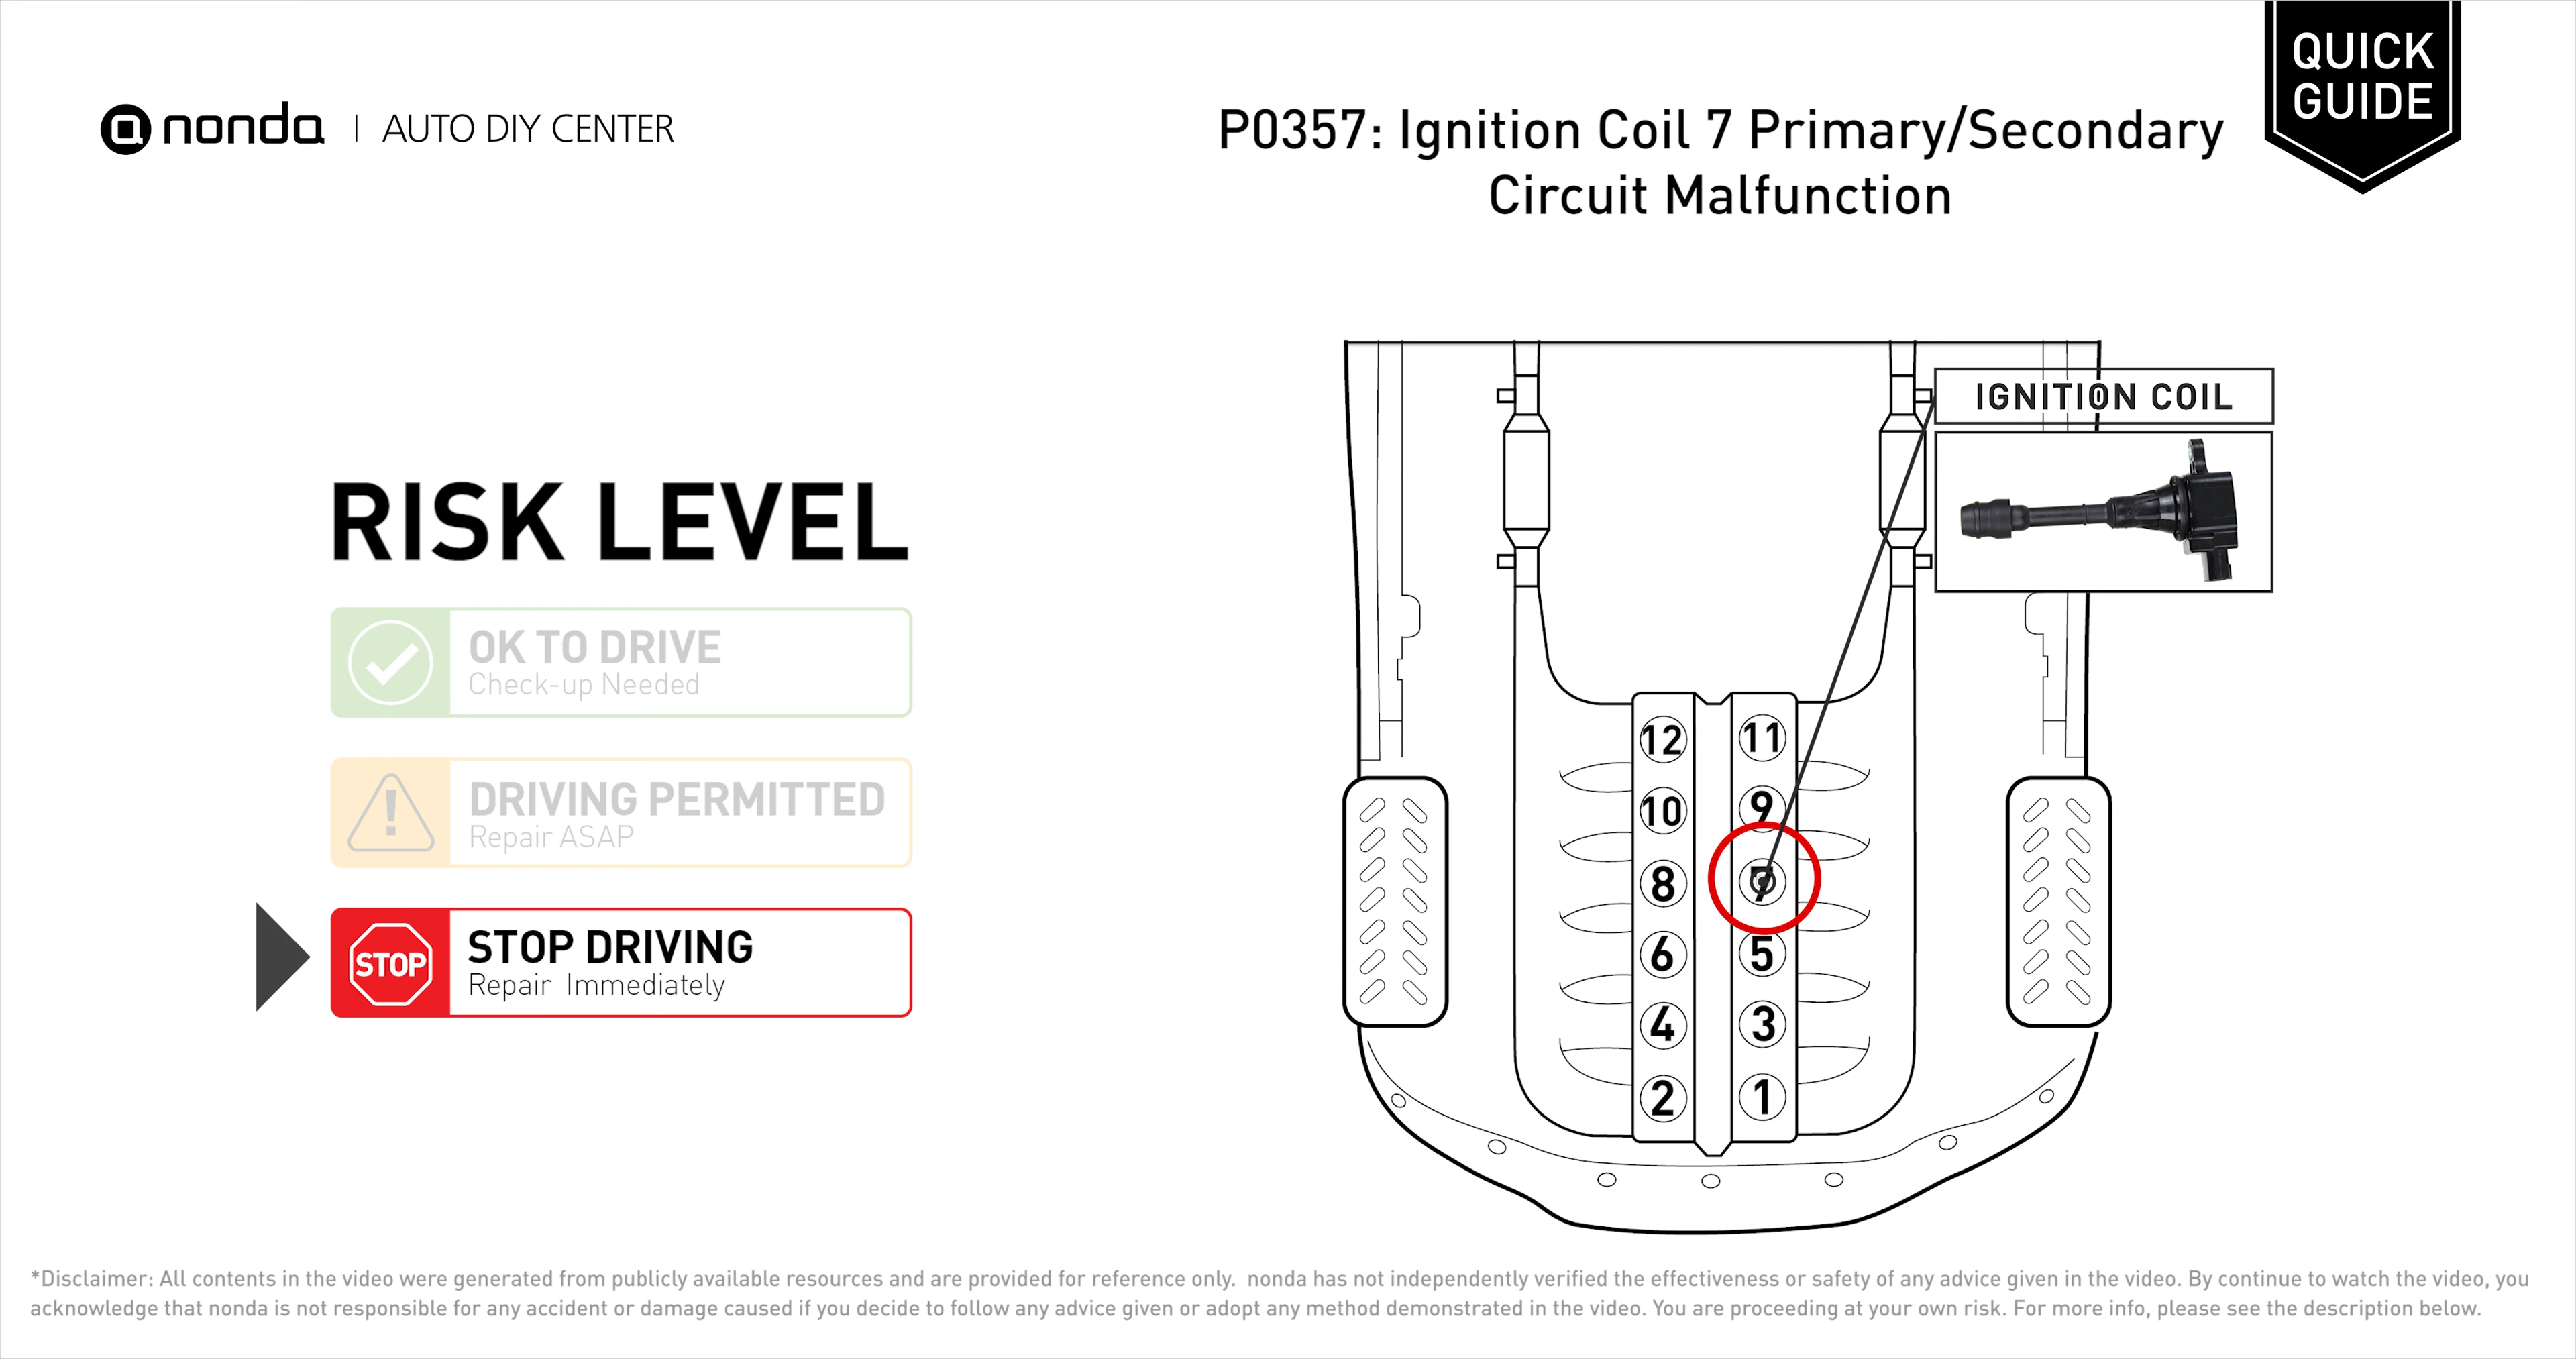 QUICK
GUIDE
nonda | AUTO DIY CENTER
P0357: Ignition Coil 7 Primary/Secondary
Circuit Malfunction
IGNITION COIL
RISK LEVEL
OK TO DRIVE
Check-up Needed
DRIVING PERMITTED
Repair ASAP
STOP
STOP DRIVING
Repair Immediately
12 11
10 9
8 7
6 5
4 3
2 1
*Disclaimer: All contents in the video were generated from publicly available resources and are provided for reference only. nonda has not independently verified the effectiveness or safety of any advice given in the video. By continue to watch the video, you
acknowledge that nonda is not responsible for any accident or damage caused if you decide to follow any advice given or adopt any method demonstrated in the video. You are proceeding at your own risk. For more info, please see the description below.